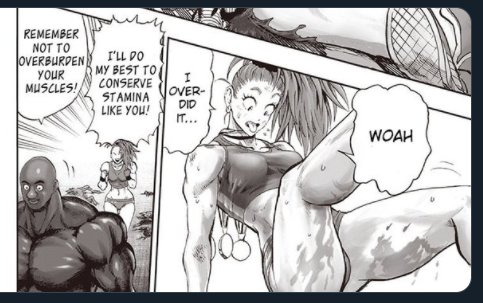 REMEMBER
NOT TO
OVERBURDEN
YOUR
MUSCLES!
I'LL DO
MY BEST TO
CONSERVE
STAMINA
LIKE YOU!
I
OVER-
DID
IT...
WOAH